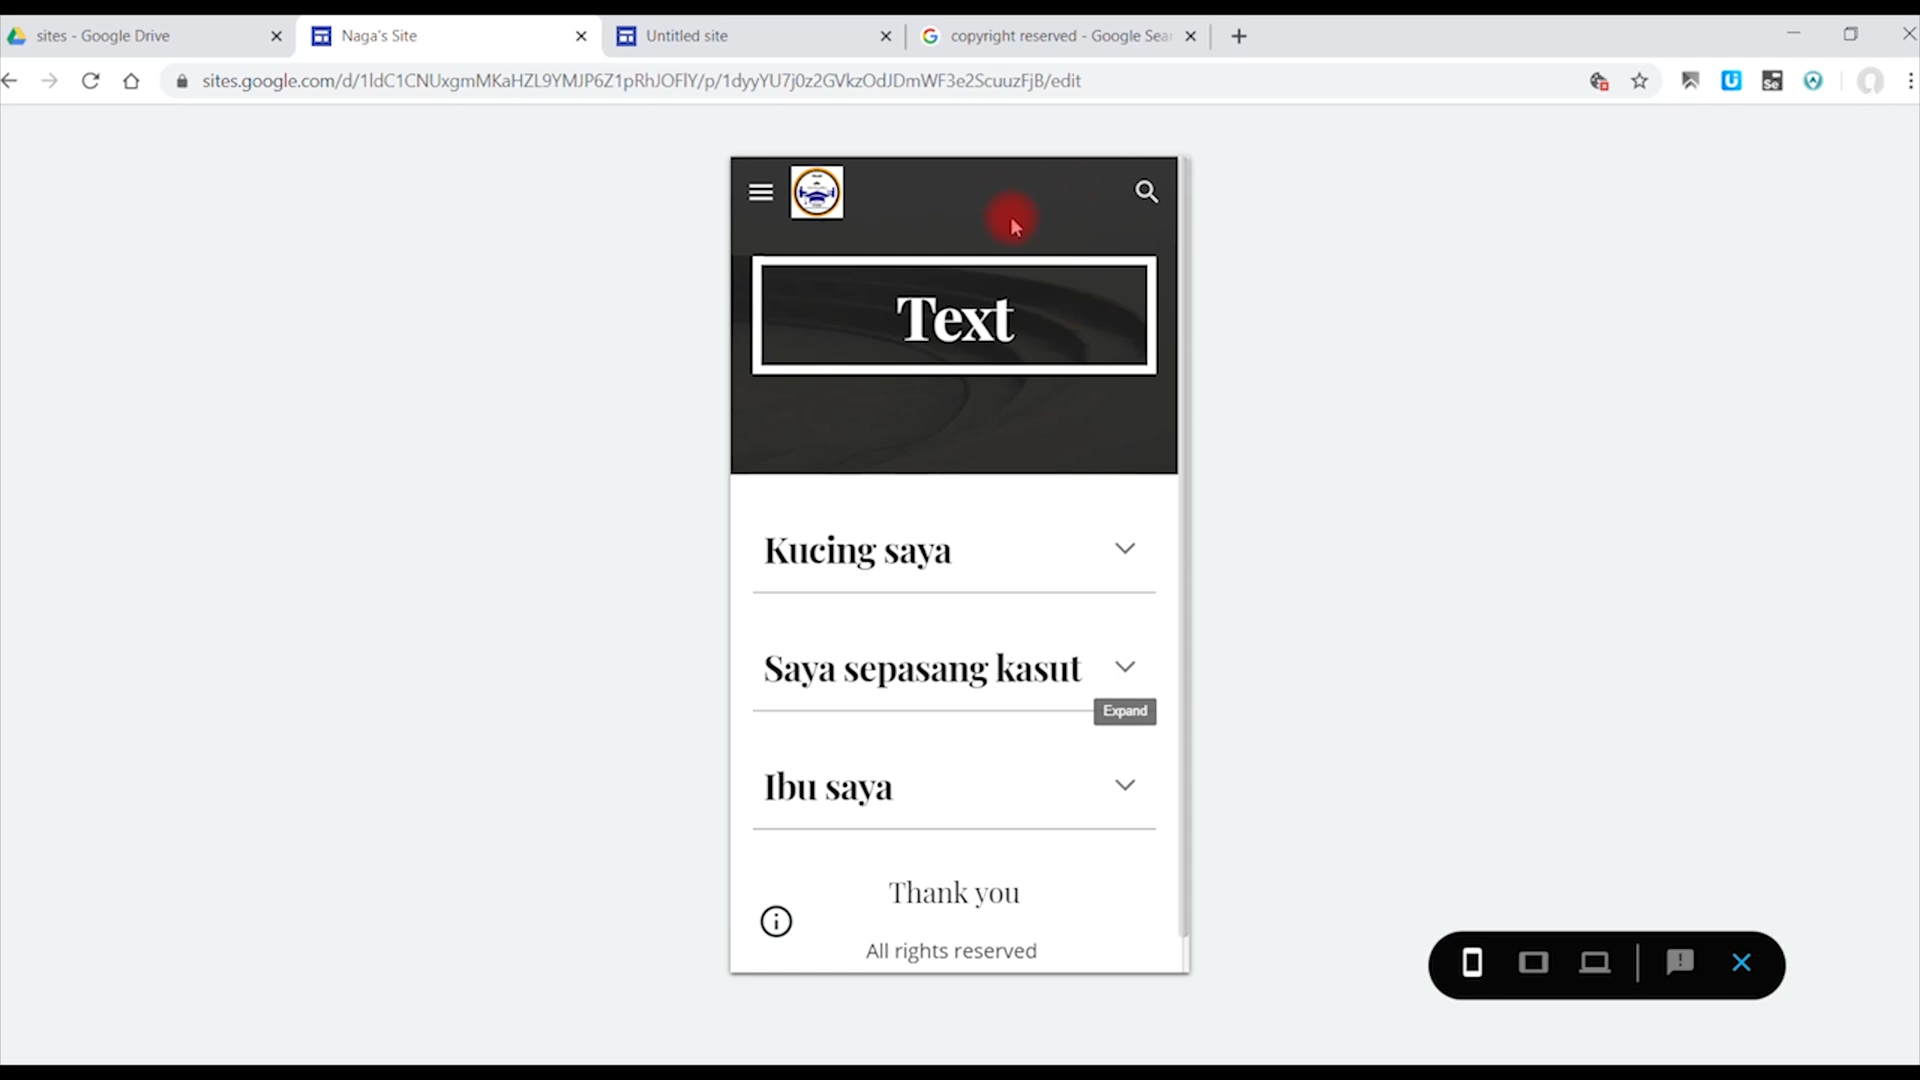 sites - Google Drive
Naga's Site
Untitled site
copyright reserved - Google Sear
sites.google.com/d/1ldC1CNUxgmMKaHZL9YMJP6Z1pRhJOFlY/p/1dyyYU7j0z2GVkzOdJDmWF3e2ScuuzFjB/edit
Text
Kucing saya
Saya sepasang kasut
Expand
Ibu saya
Thank you
All rights reserved